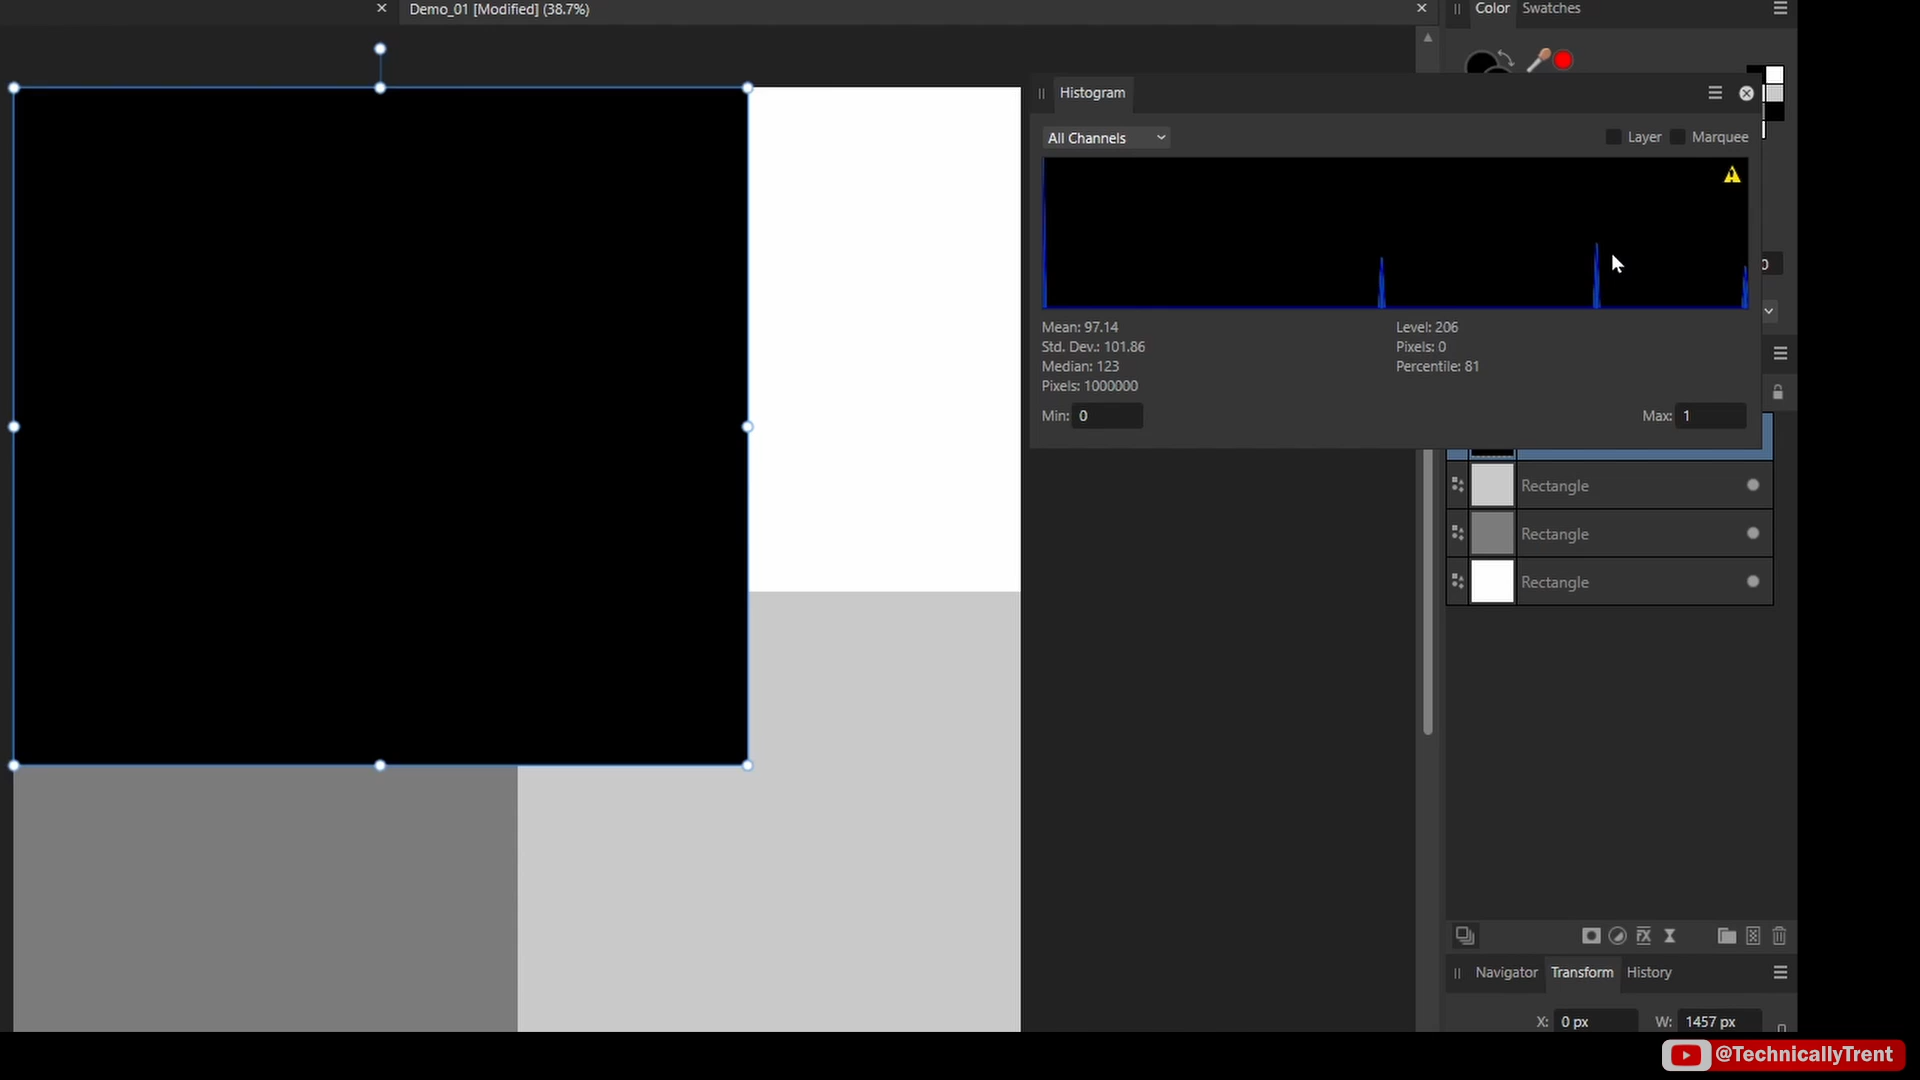 Demo_01 [Modified] (38.7%)
Color Swatches
Histogram
All Channels
Layer Marquee
0
Mean: 97.14
Std. Dev.: 101.86
Median: 123
Pixels: 1000000
Level: 206
Pixels: 0
Percentile: 81
Min: 0
Max: 1
Rectangle
Rectangle
Rectangle
Navigator Transform History
X: 0 px W: 1457 px
@TechnicallyTrent